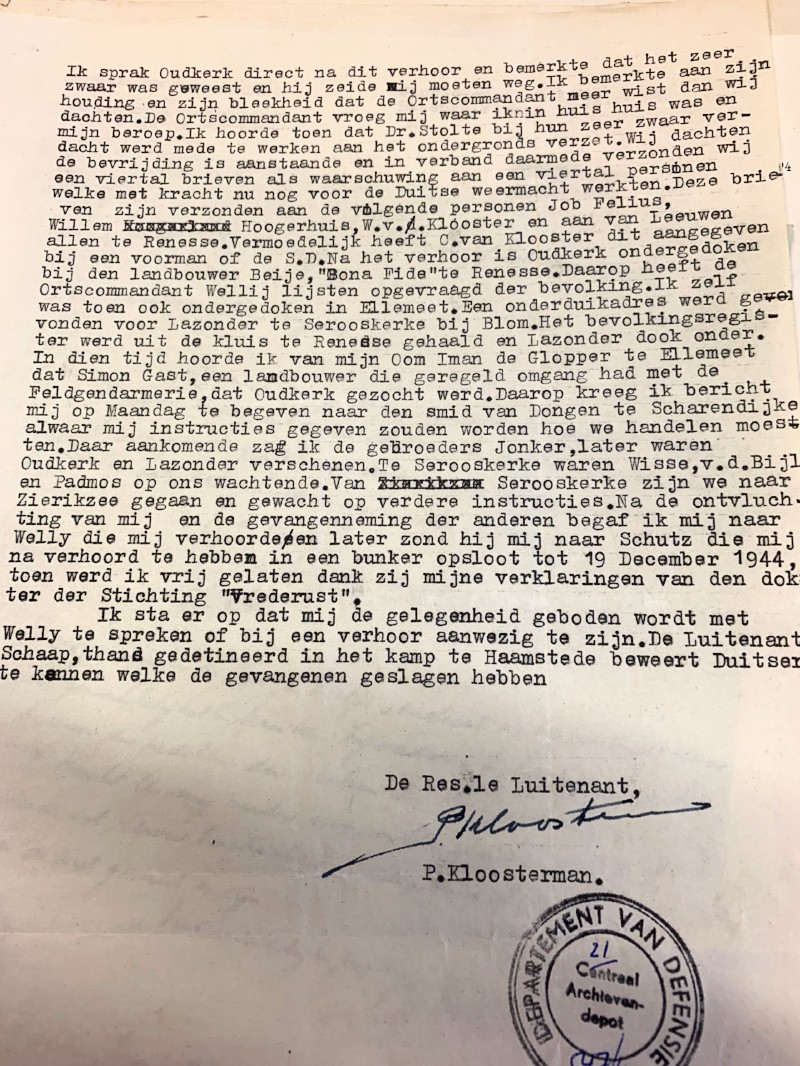 Ik sprak Oudkerk direct na dit verhoor en bemerkte dat het zeer
zwaar was geweest en hij zeide mij moeten weg.Ik bemerkte aan zijn
houding en zijn bleekheid dat de Ortscommandant meer wist dan wij
dachten.De Ortscommandant vroeg mij waar iknin huis huis was en
mijn beroep.Ik hoorde toen dat Dr.Stolte bij hun zeer zwaar ver-
dacht werd mede te werken aan het ondergronds verzet.Wij dachten
de bevrijding is aanstaande en in verband daarmede verzonden wij
een viertal brieven als waarschuwing aan een viertal personen
welke met kracht nu nog voor de Duitse weermacht werkten.Deze brie-
ven zijn verzonden aan de volgende personen Job Felius,
Willem Hoogerhuis,W.v.d.Klooster en aan van Leeuwen
allen te Renesse.Vermoedelijk heeft C.van Klooster dit aangegeven
bij een voorman of de S.D.Na het verhoor is Oudkerk ondergedoken
bij den landbouwer Beije,"Bona Fide"te Renesse.Daarop heeft de
Ortscommandant Wellij lijsten opgevraagd der bevolking.Ik zelf
was toen ook ondergedoken in Ellemeet.Een onderduikadres werd gevo
vonden voor Lazonder te Serooskerke bij Blom.Het bevolkingsregis-
ter werd uit de kluis te Renesse gehaald en Lazonder dook onder.
In dien tijd hoorde ik van mijn Oom Iman de Glopper te Ellemeet
dat Simon Gast,een landbouwer die geregeld omgang had met de
Feldgendarmerie,dat Oudkerk gezocht werd.Daarop kreeg ik bericht
mij op Maandag te begeven naar den smid van Dongen te Scharendijke
alwaar mij instructies gegeven zouden worden hoe we handelen moest
ten.Daar aankomende zag ik de gebroeders Jonker,later waren
Oudkerk en Lazonder verschenen.Te Serooskerke waren Wisse,v.d.Bijl
en Padmos op ons wachtende.Van Serooskerke zijn we naar
Zierikzee gegaan en gewacht op verdere instructies.Na de ontvluch-
ting van mij en de gevangenneming der anderen begaf ik mij naar
Welly die mij verhoorde/en later zond hij mij naar Schutz die mij
na verhoord te hebben in een bunker opsloot tot 19 December 1944,
toen werd ik vrij gelaten dank zij mijne verklaringen van den dok
ter der Stichting "Vrederust".
Ik sta er op dat mij de gelegenheid geboden wordt met
Welly te spreken of bij een verhoor aanwezig te zijn.De Luitenant
Schaap,thans gedetineerd in het kamp te Haamstede beweert Duitser
te kennen welke de gevangenen geslagen hebben
De Res.1e Luitenant,
P.Kloosterman
P.Kloosterman.
DEPARTEMENT VAN DEFENSIE
21
Centraal
Archieven-
depot